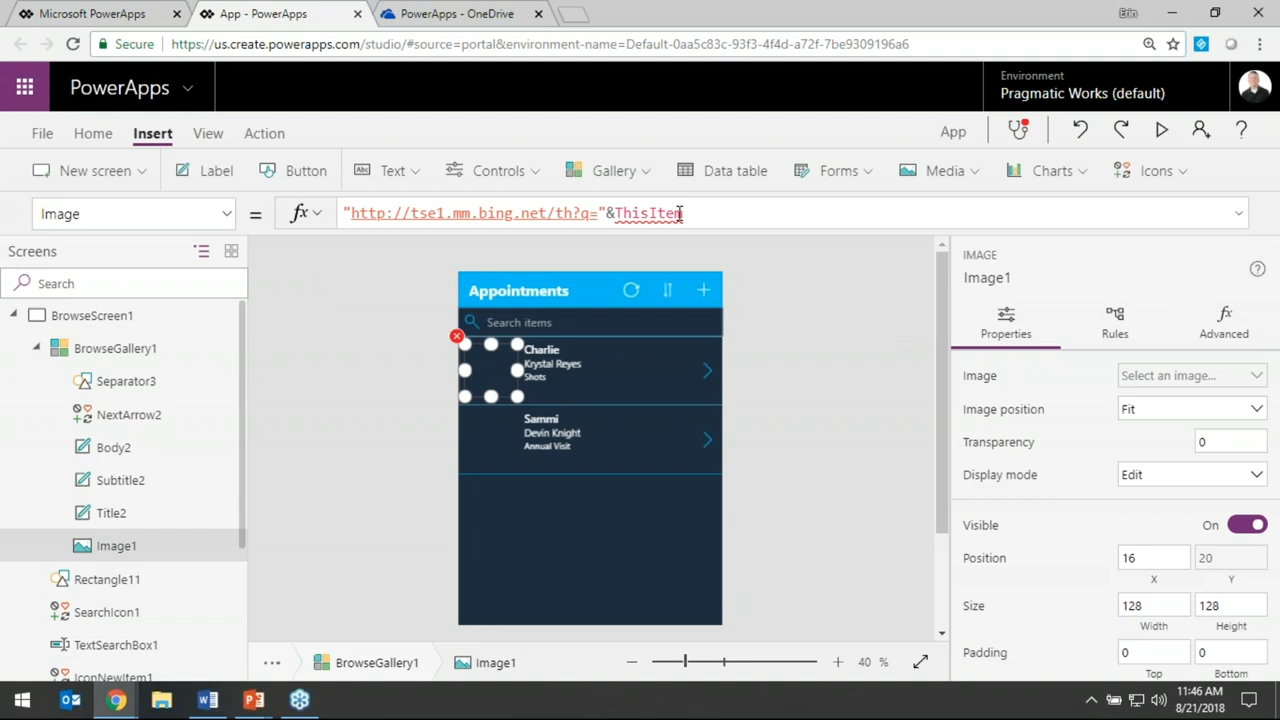 Microsoft PowerApps
App - PowerApps
PowerApps - OneDrive
Erin
Secure
https://us.create.powerapps.com/studio/#source=portal&environment-name=Default-0aa5c83c-93f3-4f4d-a72f-7be9309196a6
PowerApps
Environment
Pragmatic Works (default)
File Home Insert View Action
App
New screen Label Button Text Controls Gallery Data table Forms Media Charts Icons
Image
=
fx
"http://tse1.mm.bing.net/th?q="&ThisItem
Screens
Search
BrowseScreen1
BrowseGallery1
Separator3
NextArrow2
Body2
Subtitle2
Title2
Image1
Rectangle11
SearchIcon1
TextSearchBox1
IconNewItem1
Appointments
Search items
Charlie
Krystal Reyes
Shots
Sammi
Devin Knight
Annual Visit
BrowseGallery1
Image1
40 %
IMAGE
Image1
Properties Rules Advanced
Image Select an image...
Image position Fit
Transparency 0
Display mode Edit
Visible On
Position 16 20
X Y
Size 128 128
Width Height
Padding 0 0
Top Bottom
11:46 AM
8/21/2018